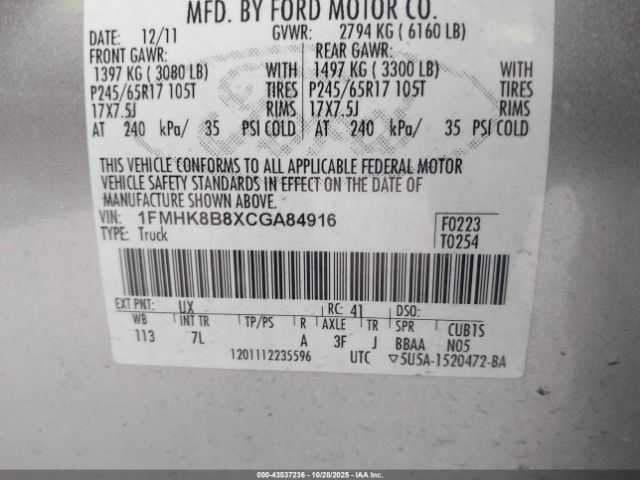 MFD. BY FORD MOTOR CO.
DATE: 12/11 GVWR: 2794 KG ( 6160 LB)
FRONT GAWR: REAR GAWR:
1397 KG ( 3080 LB) WITH 1497 KG ( 3300 LB) WITH
P245/65R17 105T TIRES P245/65R17 105T TIRES
17X7.5J RIMS 17X7.5J RIMS
AT 240 kPa/ 35 PSI COLD AT 240 kPa/ 35 PSI COLD
THIS VEHICLE CONFORMS TO ALL APPLICABLE FEDERAL MOTOR
VEHICLE SAFETY STANDARDS IN EFFECT ON THE DATE OF
MANUFACTURE SHOWN ABOVE.
VIN: 1FMHK8B8XCGA84916 F0223
TYPE: Truck T0254
EXT PNT: UX RC: 41 DSO:
WB INT TR TP/PS R AXLE TR SPR CUB1S
113 7L A 3F J BBAA N05
1201112235596 UTC ▽5U5A-1520472-BA
000-43537236 | 10/28/2025 | IAA Holdings, LLC